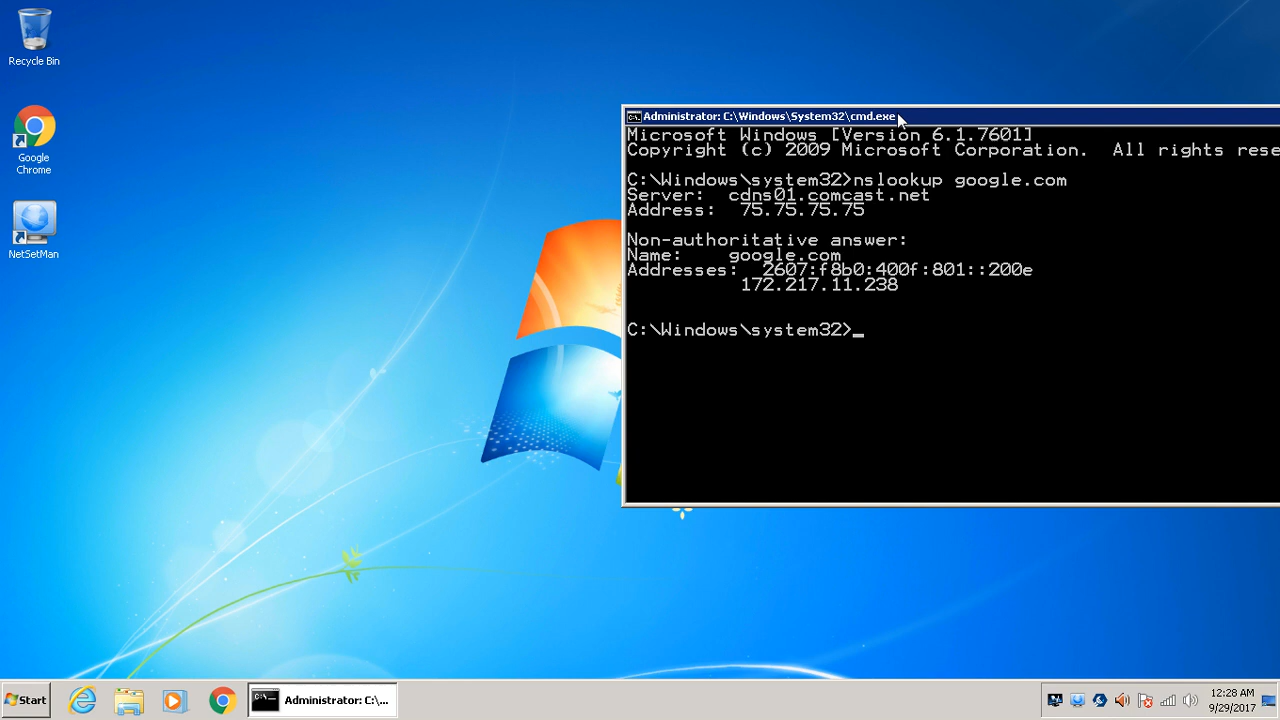 Recycle Bin
Google
Chrome
NetSetMan
Administrator: C:\Windows\System32\cmd.exe
Microsoft Windows [Version 6.1.7601]
Copyright (c) 2009 Microsoft Corporation.  All rights rese
C:\Windows\system32>nslookup google.com
Server:  cdns01.comcast.net
Address:  75.75.75.75
Non-authoritative answer:
Name:    google.com
Addresses:  2607:f8b0:400f:801::200e
172.217.11.238
C:\Windows\system32>_
Start
Administrator: C:\...
12:28 AM
9/29/2017